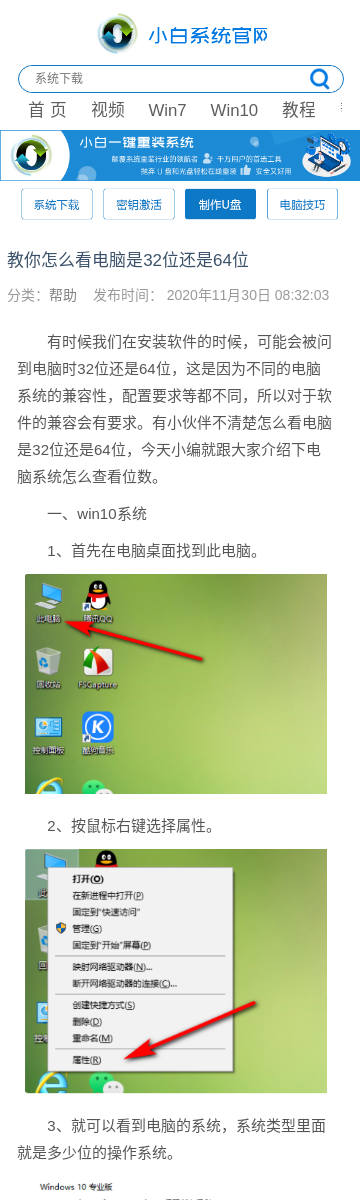 小白系统官网
系统下载
首 页 视频 Win7 Win10 教程
小白一键重装系统
颠覆系统重装行业的领航者 千万用户的首选工具
抛弃 U 盘和光盘轻松在线重装 安全又好用
系统下载 密钥激活 制作U盘 电脑技巧
教你怎么看电脑是32位还是64位
分类：帮助 发布时间： 2020年11月30日 08:32:03
有时候我们在安装软件的时候，可能会被问
到电脑时32位还是64位，这是因为不同的电脑
系统的兼容性，配置要求等都不同，所以对于软
件的兼容会有要求。有小伙伴不清楚怎么看电脑
是32位还是64位，今天小编就跟大家介绍下电
脑系统怎么查看位数。
一、win10系统
1、首先在电脑桌面找到此电脑。
此电脑 腾讯QQ
回收站 FSCapture
控制面板 酷狗音乐
2、按鼠标右键选择属性。
打开(O)
在新进程中打开(P)
固定到"快速访问"
管理(G)
固定到"开始"屏幕(P)
映射网络驱动器(N)...
断开网络驱动器的连接(C)...
创建快捷方式(S)
删除(D)
重命名(M)
属性(R)
3、就可以看到电脑的系统，系统类型里面
就是多少位的操作系统。
Windows 10 专业版